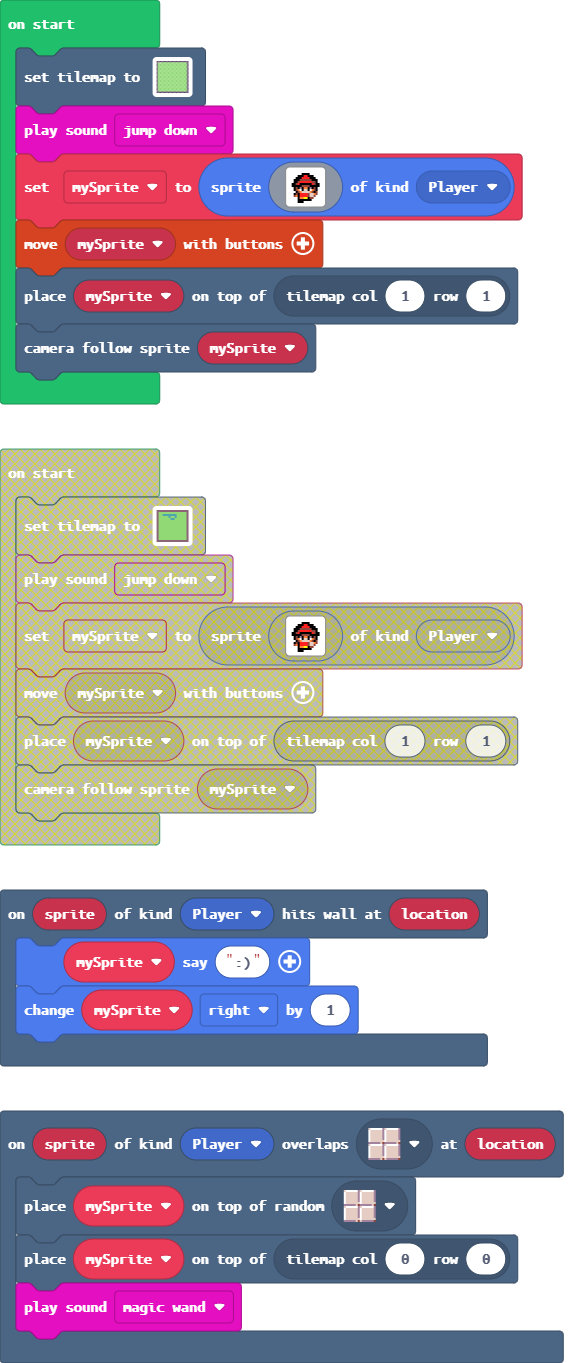 on start
set tilemap to
play sound jump down
set mySprite to sprite of kind Player
move mySprite with buttons
place mySprite on top of tilemap col 1 row 1
camera follow sprite mySprite
on start
set tilemap to
play sound jump down
set mySprite to sprite of kind Player
move mySprite with buttons
place mySprite on top of tilemap col 1 row 1
camera follow sprite mySprite
on sprite of kind Player hits wall at location
mySprite say ":)"
change mySprite right by 1
on sprite of kind Player overlaps at location
place mySprite on top of random
place mySprite on top of tilemap col 0 row 0
play sound magic wand